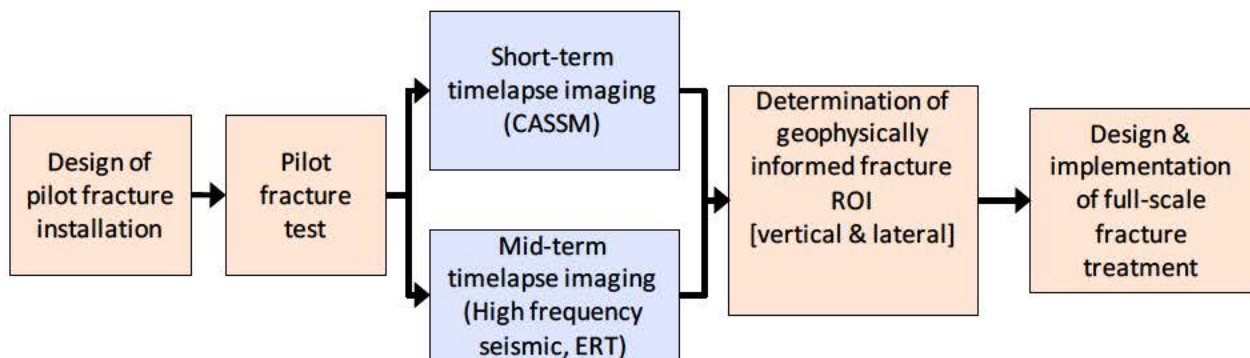 Design of
pilot fracture
installation
Pilot
fracture
test
Short-term
timelapse imaging
(CASSM)
Mid-term
timelapse imaging
(High frequency
seismic, ERT)
Determination of
geophysically
informed fracture
ROI
[vertical & lateral]
Design &
implementation
of full-scale
fracture
treatment